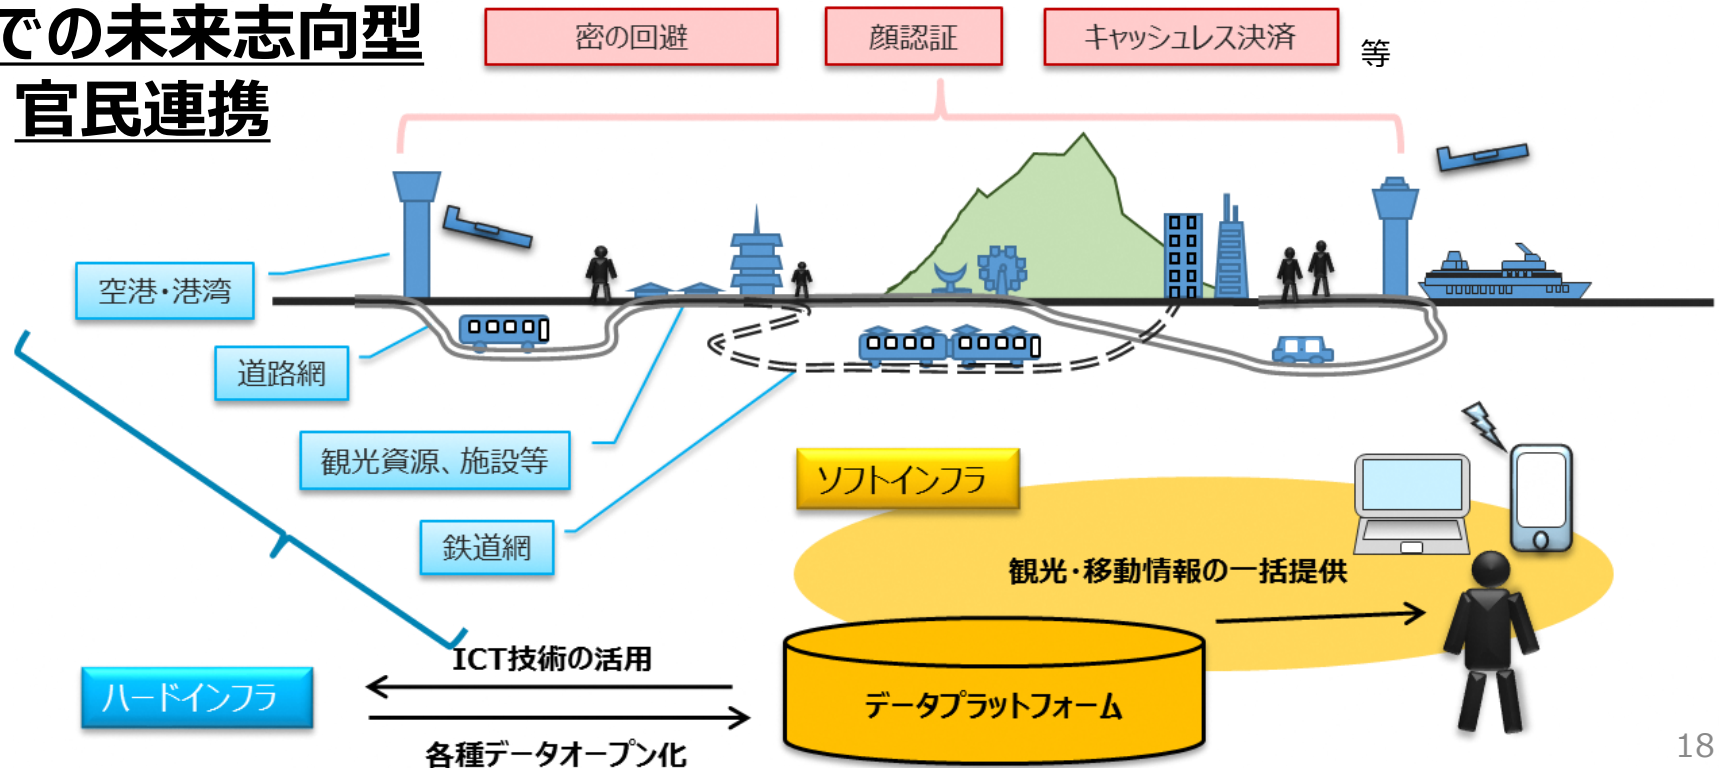 での未来志向型
官民連携
密の回避
顔認証
キャッシュレス決済
等
空港・港湾
道路網
観光資源、施設等
鉄道網
ソフトインフラ
観光・移動情報の一括提供
ICT技術の活用
ハードインフラ
データプラットフォーム
各種データオープン化
18